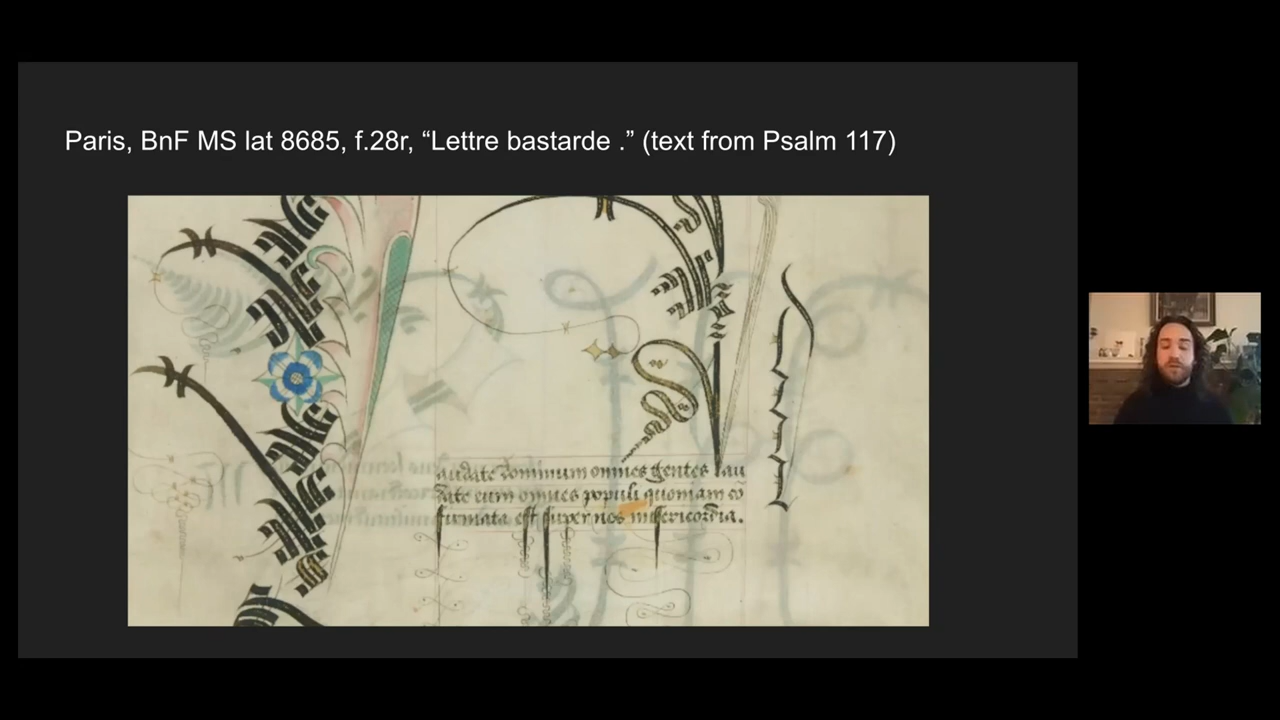 Paris, BnF MS lat 8685, f.28r, “Lettre bastarde .” (text from Psalm 117)
audate dominum omnes gentes lau
date eum omnes populi quoniam co
firmata est super nos misericordia.